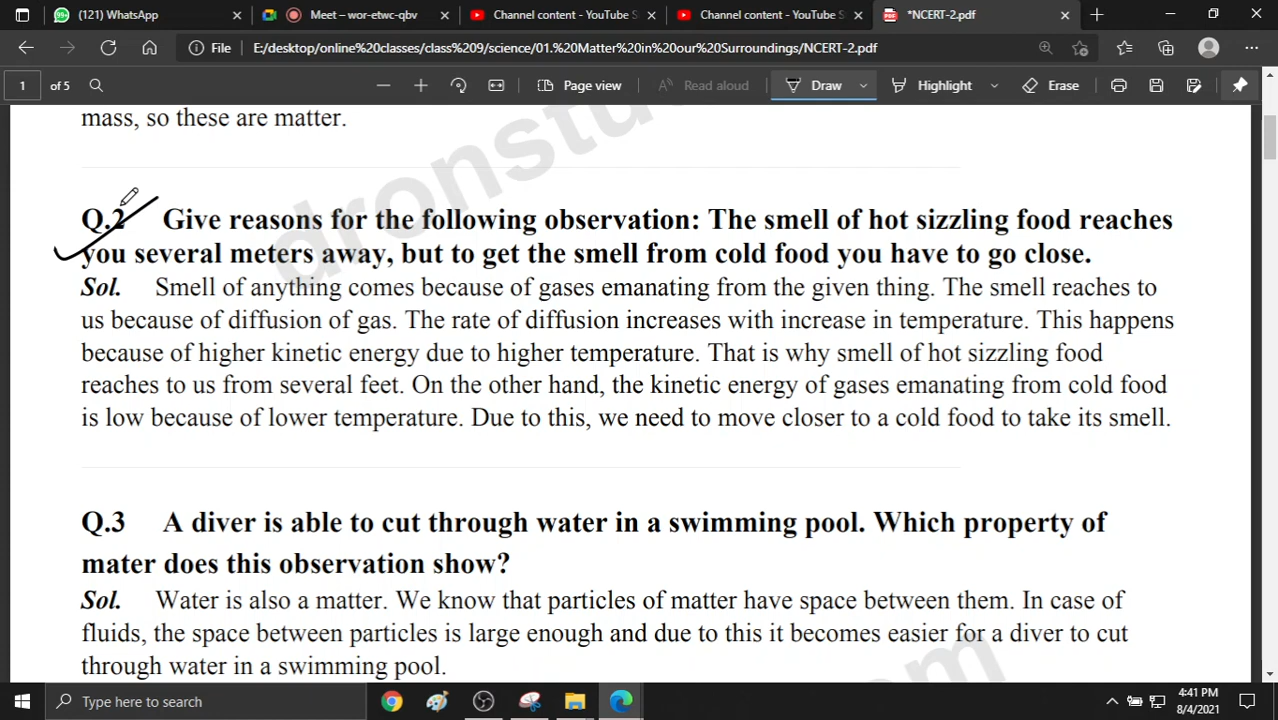 (121) WhatsApp
Meet – wor-etwc-qbv
Channel content - YouTube S
Channel content - YouTube S
*NCERT-2.pdf
File E:/desktop/online%20classes/class%209/science/01.%20Matter%20in%20our%20Surroundings/NCERT-2.pdf
1 of 5 Page view Read aloud Draw Highlight Erase
mass, so these are matter.
dronstu
Q.2 Give reasons for the following observation: The smell of hot sizzling food reaches
you several meters away, but to get the smell from cold food you have to go close.
Sol. Smell of anything comes because of gases emanating from the given thing. The smell reaches to
us because of diffusion of gas. The rate of diffusion increases with increase in temperature. This happens
because of higher kinetic energy due to higher temperature. That is why smell of hot sizzling food
reaches to us from several feet. On the other hand, the kinetic energy of gases emanating from cold food
is low because of lower temperature. Due to this, we need to move closer to a cold food to take its smell.
Q.3 A diver is able to cut through water in a swimming pool. Which property of
mater does this observation show?
Sol. Water is also a matter. We know that particles of matter have space between them. In case of
fluids, the space between particles is large enough and due to this it becomes easier for a diver to cut
through water in a swimming pool.
om
Type here to search
4:41 PM
8/4/2021